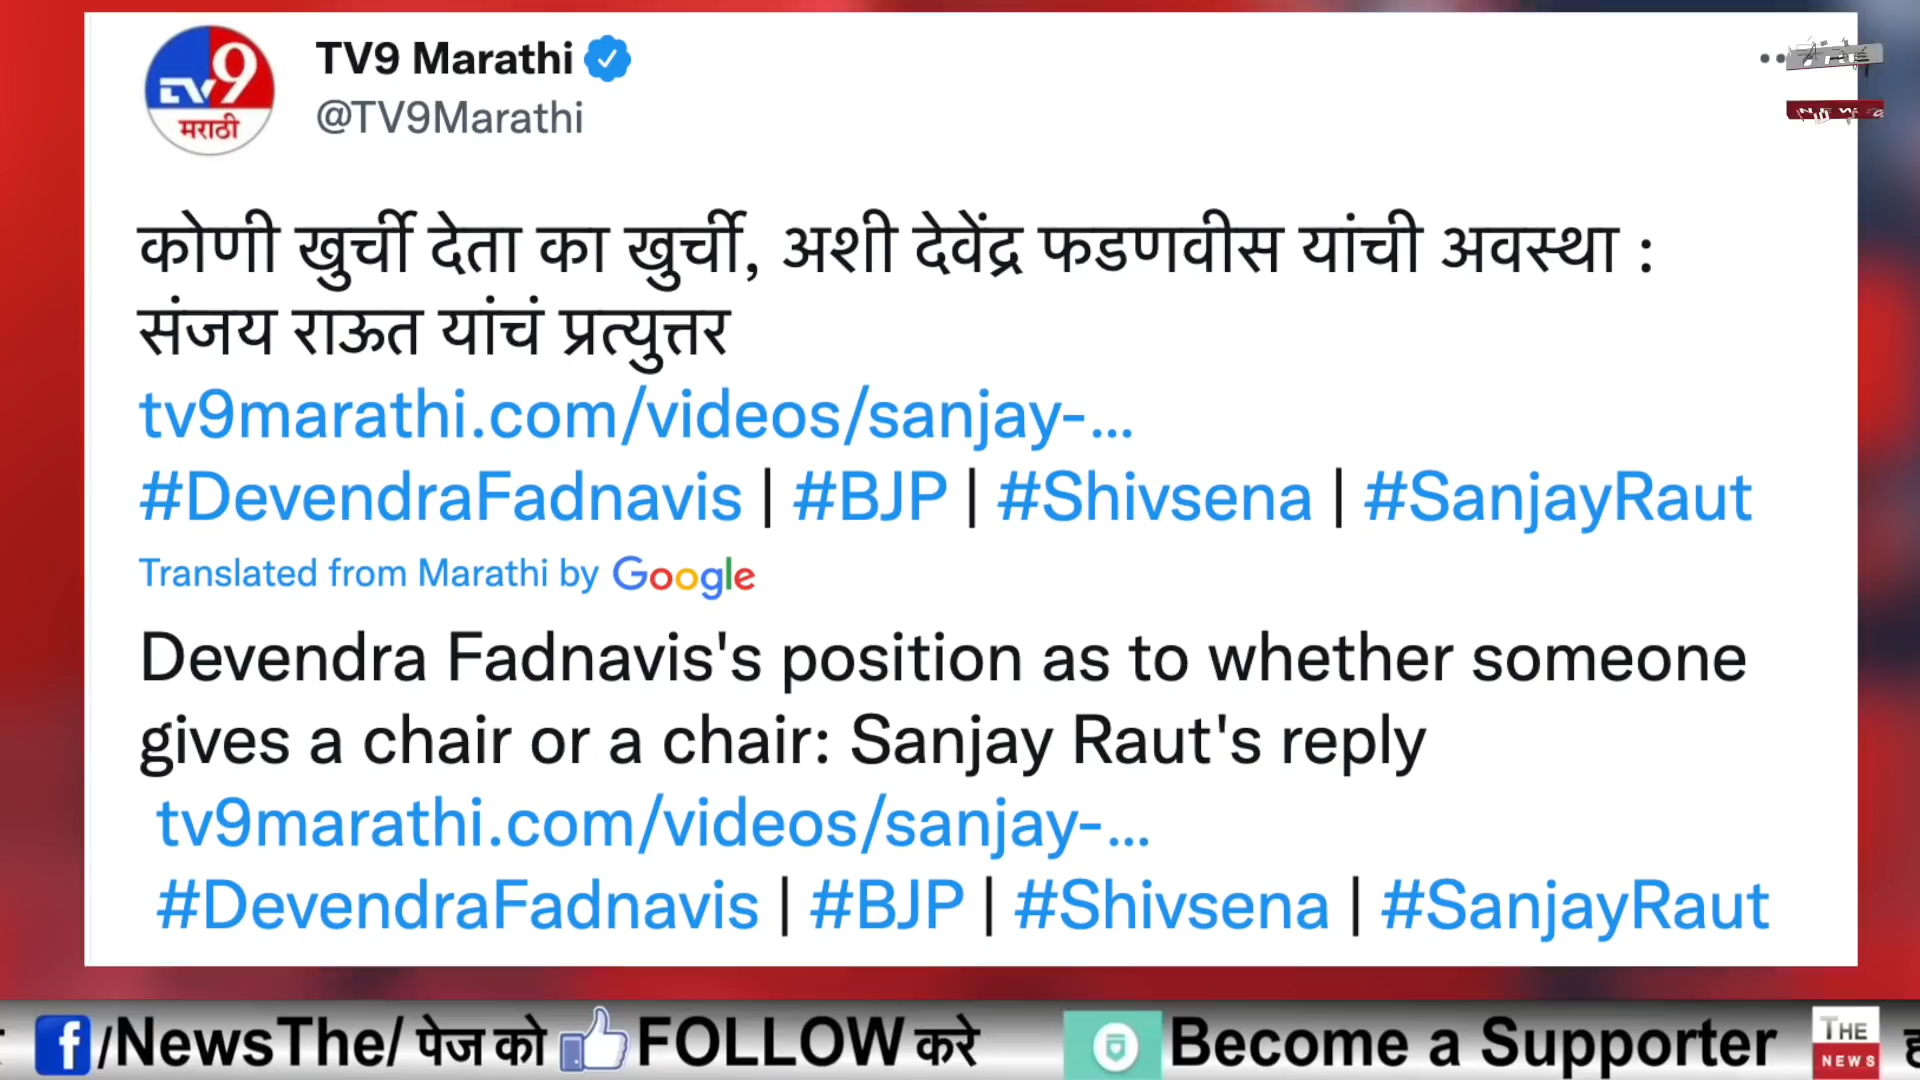 TV9 Marathi
@TV9Marathi
TV9
मराठी
कोणी खुर्ची देता का खुर्ची, अशी देवेंद्र फडणवीस यांची अवस्था :
संजय राऊत यांचं प्रत्युत्तर
tv9marathi.com/videos/sanjay-...
#DevendraFadnavis | #BJP | #Shivsena | #SanjayRaut
Translated from Marathi by Google
Devendra Fadnavis's position as to whether someone
gives a chair or a chair: Sanjay Raut's reply
tv9marathi.com/videos/sanjay-...
#DevendraFadnavis | #BJP | #Shivsena | #SanjayRaut
f/NewsThe/ पेज को FOLLOW करे Become a Supporter THE NEWS